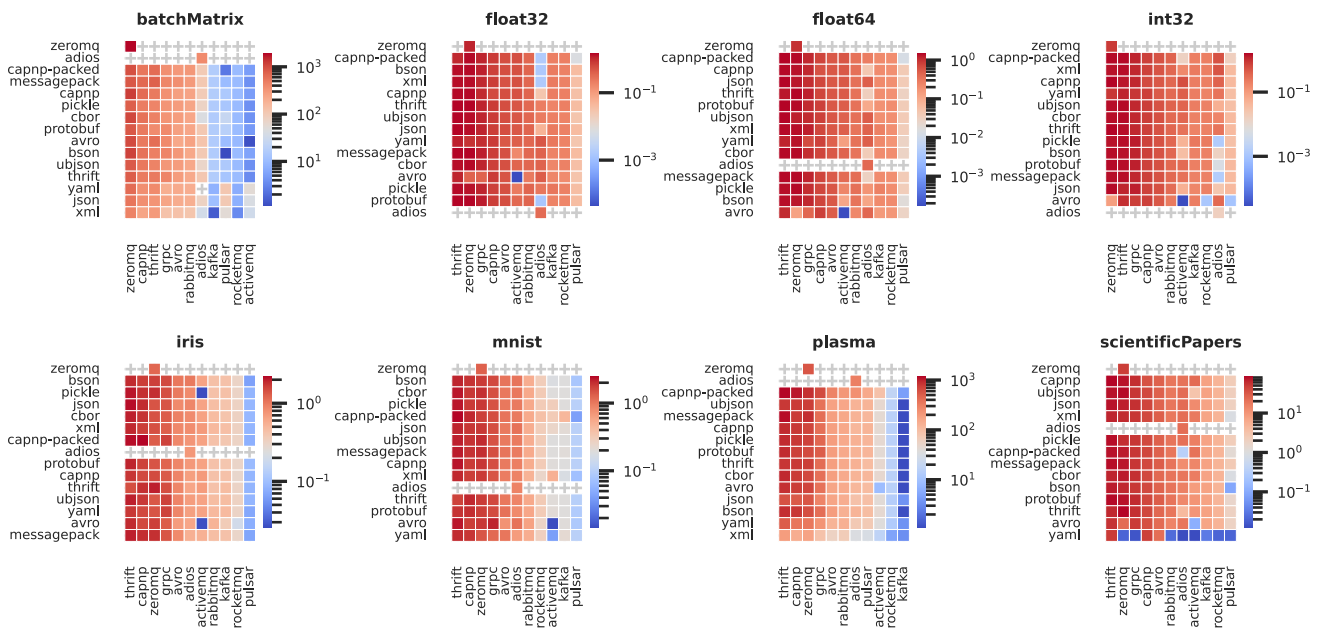 batchMatrix
zeromq
adios
capnp-packed
messagepack
capnp
pickle
cbor
protobuf
avro
bson
ubjson
thrift
yaml
json
xml
10³
10²
10¹
zeromq
capnp
thrift
grpc
avro
rabbitmq
adios
kafka
pulsar
rocketmq
activemq
float32
zeromq
capnp-packed
bson
xml
capnp
thrift
ubjson
json
yaml
messagepack
cbor
avro
pickle
protobuf
adios
10⁻¹
10⁻³
thrift
zeromq
grpc
capnp
avro
activemq
rabbitmq
adios
kafka
rocketmq
pulsar
float64
zeromq
capnp-packed
capnp
json
thrift
protobuf
ubjson
xml
yaml
cbor
adios
messagepack
pickle
bson
avro
10⁰
10⁻¹
10⁻²
10⁻³
thrift
zeromq
grpc
capnp
avro
activemq
rabbitmq
adios
rocketmq
kafka
pulsar
int32
zeromq
capnp-packed
xml
capnp
yaml
ubjson
cbor
thrift
pickle
bson
protobuf
messagepack
json
avro
adios
10⁻¹
10⁻³
zeromq
thrift
grpc
capnp
avro
rabbitmq
activemq
kafka
rocketmq
adios
pulsar
iris
zeromq
bson
pickle
json
cbor
xml
capnp-packed
adios
protobuf
capnp
thrift
ubjson
yaml
avro
messagepack
10⁰
10⁻¹
thrift
capnp
zeromq
grpc
avro
adios
activemq
rabbitmq
kafka
rocketmq
pulsar
mnist
zeromq
bson
cbor
pickle
capnp-packed
json
ubjson
messagepack
capnp
xml
adios
thrift
protobuf
avro
yaml
10⁰
10⁻¹
thrift
capnp
zeromq
grpc
avro
adios
rabbitmq
rocketmq
activemq
kafka
pulsar
plasma
zeromq
adios
capnp-packed
ubjson
messagepack
capnp
pickle
protobuf
thrift
cbor
avro
json
bson
yaml
xml
10³
10²
10¹
thrift
capnp
zeromq
grpc
avro
adios
pulsar
rabbitmq
activemq
rocketmq
kafka
scientificPapers
zeromq
capnp
ubjson
json
xml
adios
pickle
capnp-packed
messagepack
cbor
bson
protobuf
thrift
avro
yaml
10¹
10⁰
10⁻¹
thrift
zeromq
grpc
capnp
avro
rabbitmq
adios
activemq
kafka
rocketmq
pulsar